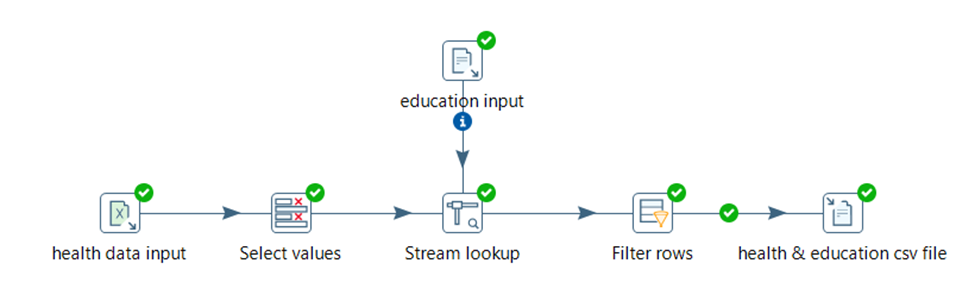 education input
health data input
Select values
Stream lookup
Filter rows
health & education csv file